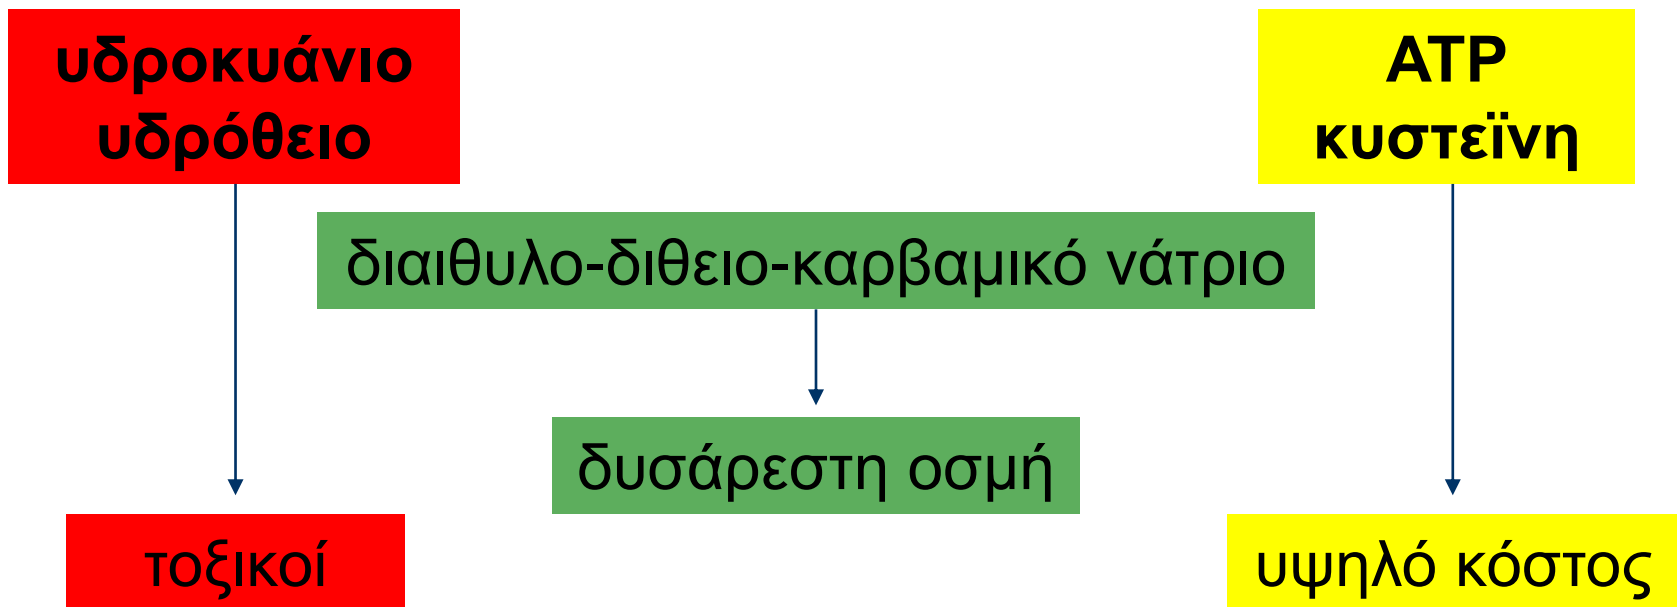 υδροκυάνιο
υδρόθειο
ATP
κυστεΐνη
διαιθυλο-διθειο-καρβαμικό νάτριο
δυσάρεστη οσμή
τοξικοί
υψηλό κόστος